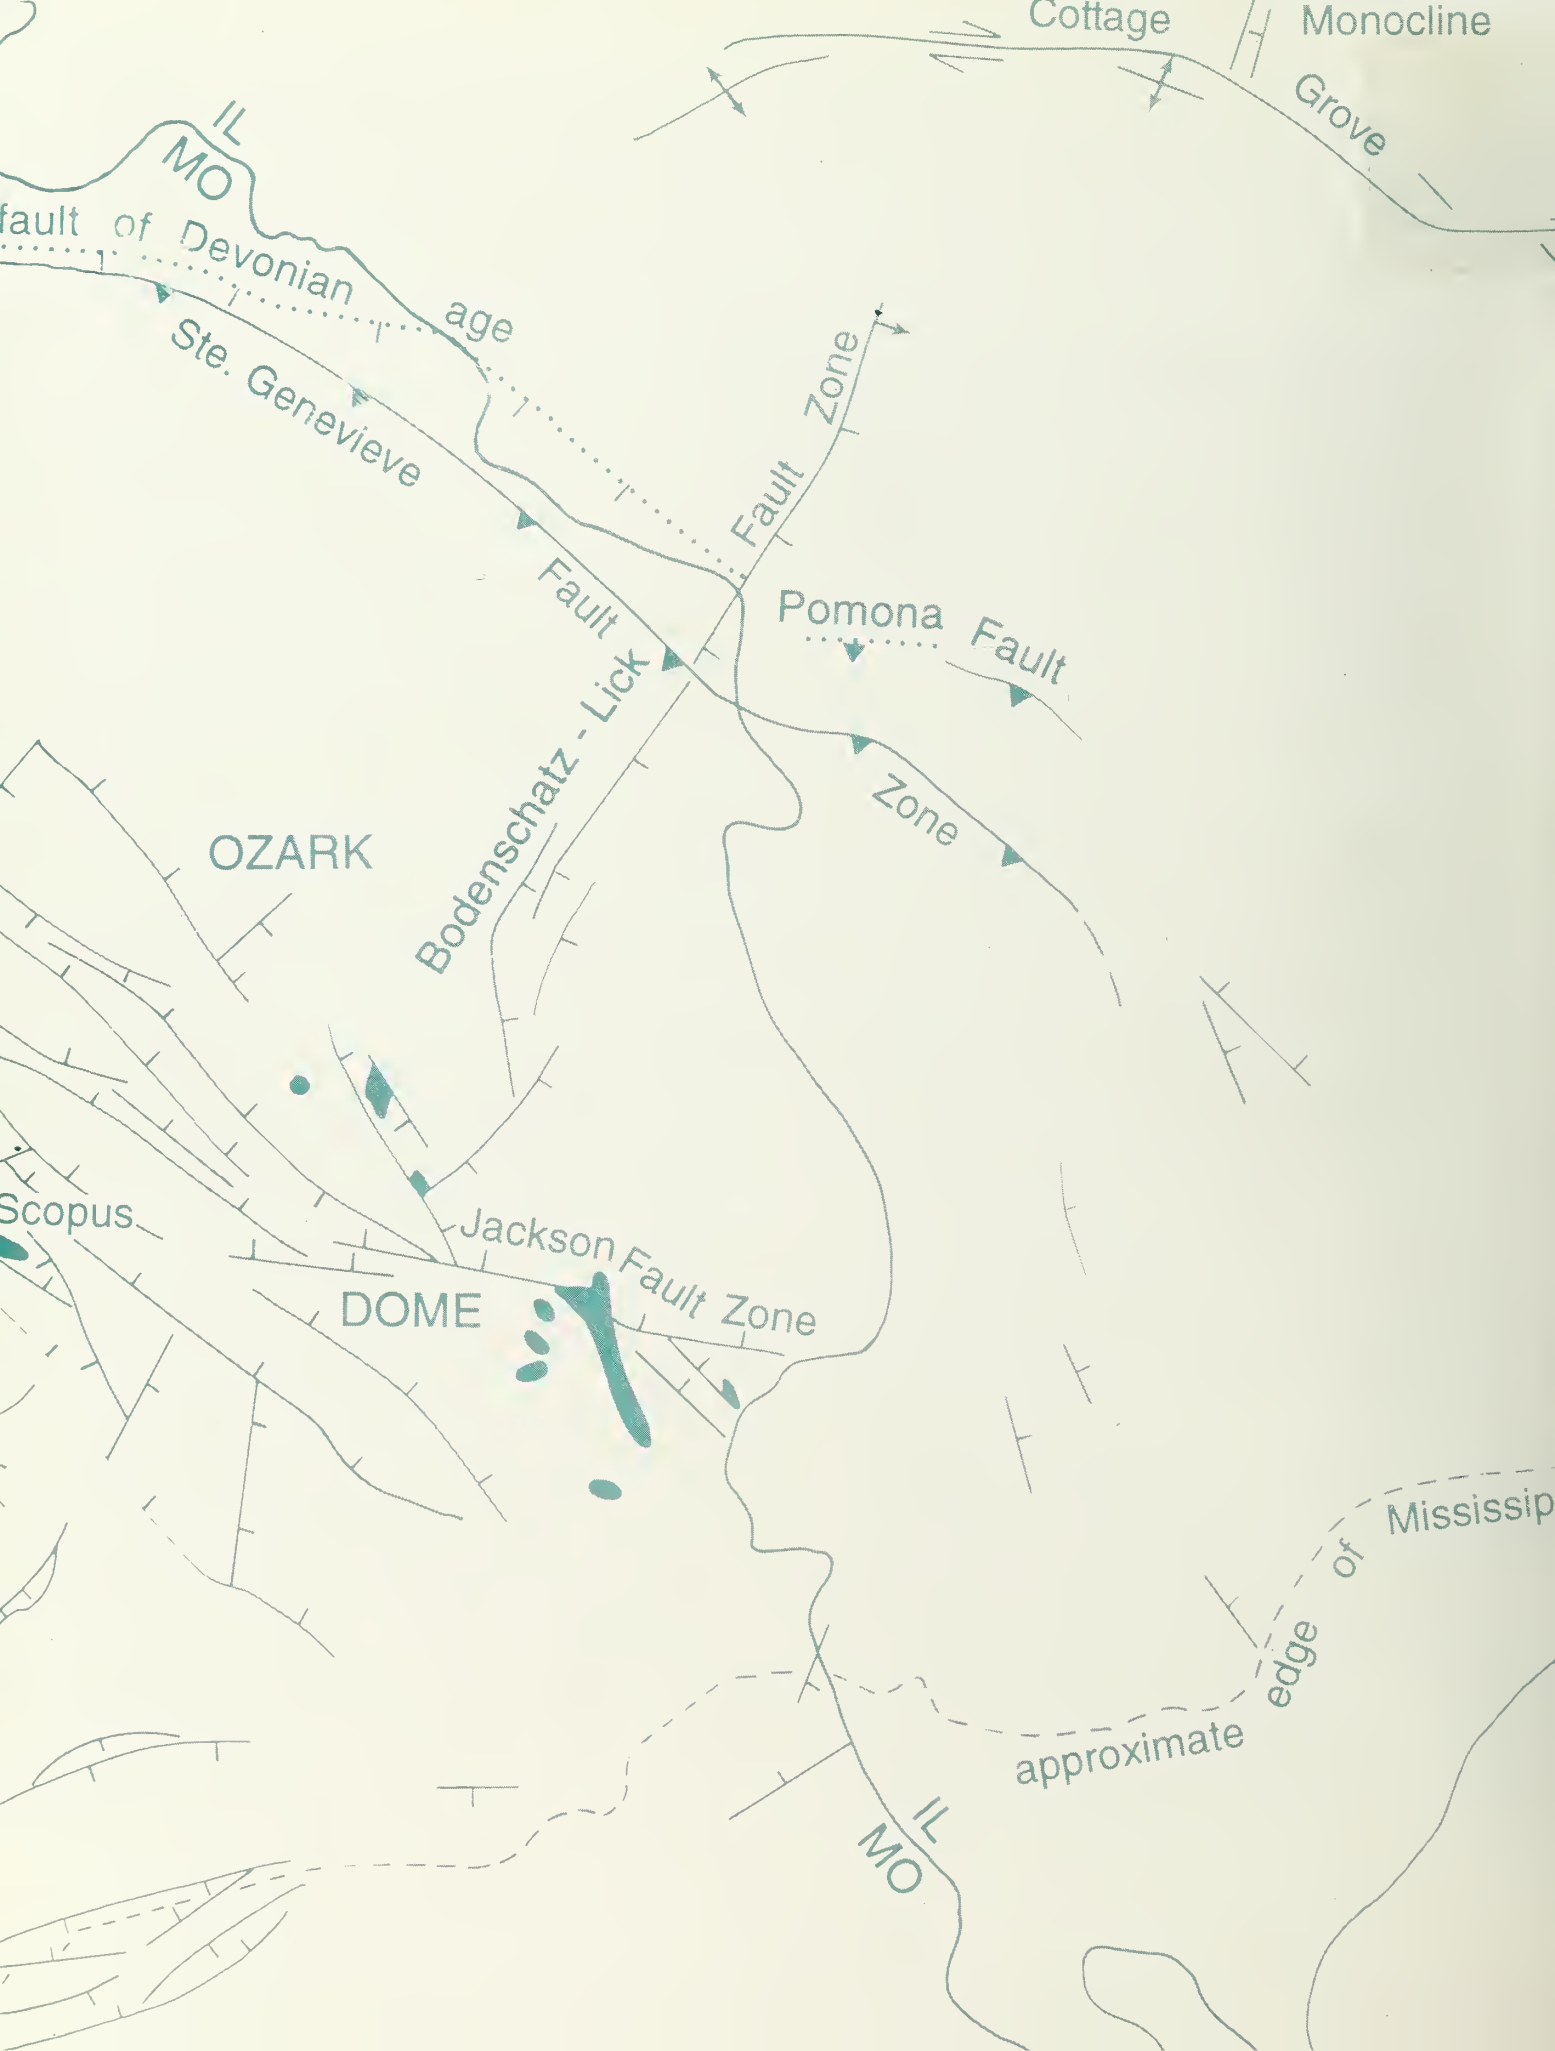 Cottage
Monocline
Grove
IL
MO
fault of Devonian age
Ste. Genevieve Fault Zone
Bodenschatz - Lick Fault Zone
Pomona Fault
OZARK
Scopus
Jackson Fault Zone
DOME
approximate edge of Mississip
IL
MO